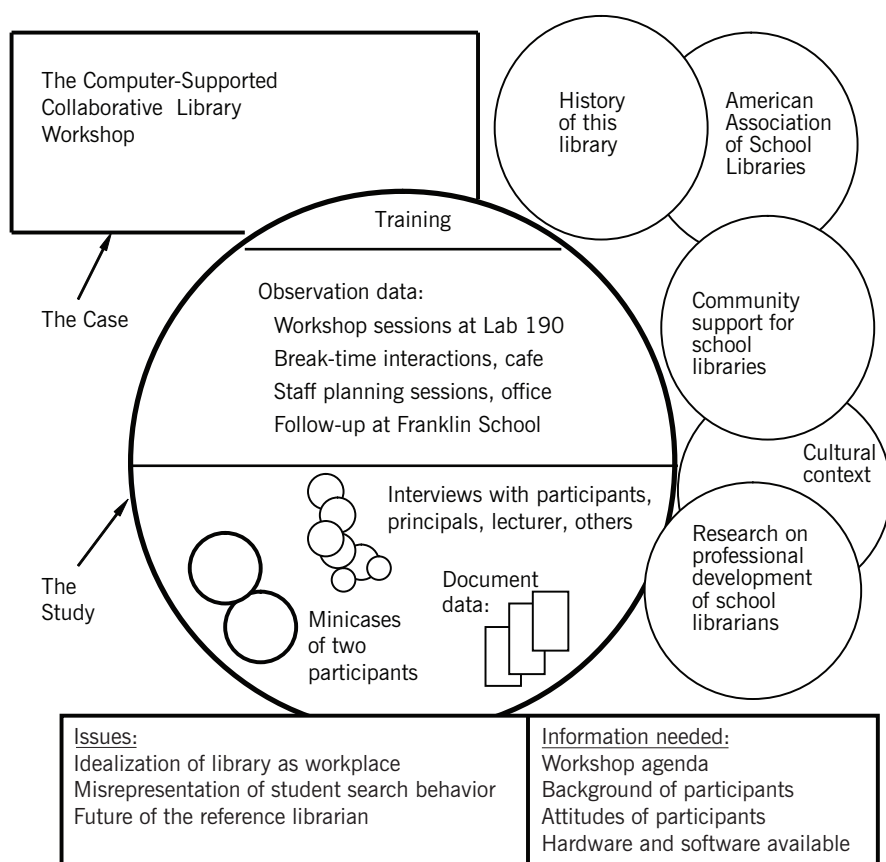 The Computer-Supported
Collaborative Library
Workshop
History
of this
library
American
Association
of School
Libraries
Training
The Case
Observation data:
Workshop sessions at Lab 190
Break-time interactions, cafe
Staff planning sessions, office
Follow-up at Franklin School
Community
support for
school
libraries
Cultural
context
Interviews with participants,
principals, lecturer, others
Research on
professional
development
of school
librarians
The
Study
Document
data:
Minicases
of two
participants
Issues:
Idealization of library as workplace
Misrepresentation of student search behavior
Future of the reference librarian
Information needed:
Workshop agenda
Background of participants
Attitudes of participants
Hardware and software available